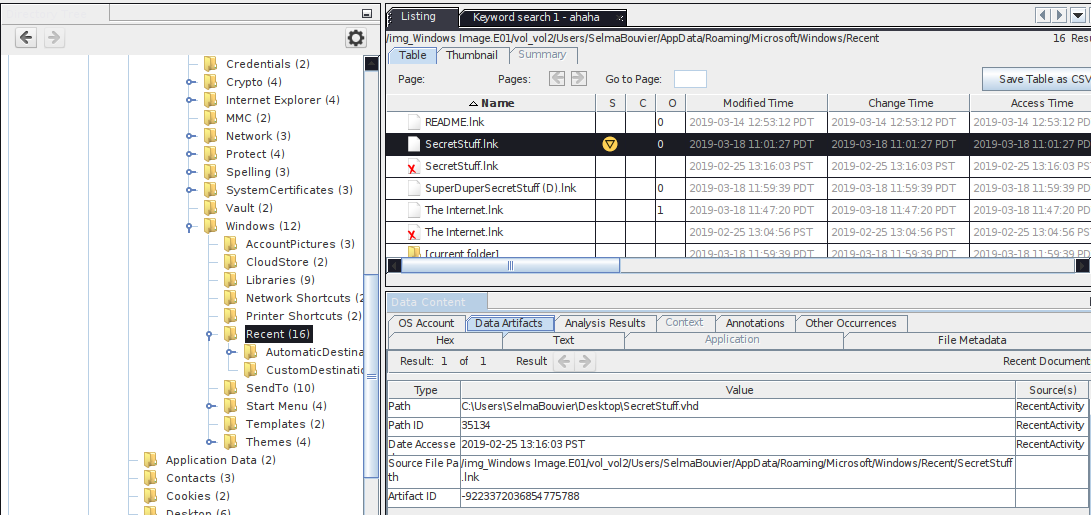 Listing
Keyword search 1 - ahaha
/img_Windows Image.E01/vol_vol2/Users/SelmaBouvier/AppData/Roaming/Microsoft/Windows/Recent
16 Resu
Table Thumbnail Summary
Page: Pages: Go to Page:
Save Table as CSV
Name S C O Modified Time Change Time Access Time
README.lnk 0 2019-03-14 12:53:12 PDT 2019-03-14 12:53:12 PDT 2019-03-14 12:53:12 PD
SecretStuff.lnk 0 2019-03-18 11:01:27 PDT 2019-03-18 11:01:27 PDT 2019-03-18 11:01:27 PD
SecretStuff.lnk 2019-02-25 13:16:03 PST 2019-02-25 13:16:03 PST 2019-02-25 13:16:03 PS
SuperDuperSecretStuff (D).lnk 0 2019-03-18 11:59:39 PDT 2019-03-18 11:59:39 PDT 2019-03-18 11:59:39 PD
The Internet.lnk 1 2019-03-18 11:47:20 PDT 2019-03-18 11:47:20 PDT 2019-03-18 11:47:20 PD
The Internet.lnk 2019-02-25 13:04:56 PST 2019-02-25 13:04:56 PST 2019-02-25 13:04:56 PS
[current folder] 2019-03-18 11:59:39 PDT 2019-03-18 11:59:39 PDT 2019-03-18 11:59:39 PD
Credentials (2)
Crypto (4)
Internet Explorer (4)
MMC (2)
Network (3)
Protect (4)
Spelling (3)
SystemCertificates (3)
Vault (2)
Windows (12)
AccountPictures (3)
CloudStore (2)
Libraries (9)
Network Shortcuts (2
Printer Shortcuts (2)
Recent (16)
AutomaticDestina
CustomDestinatio
SendTo (10)
Start Menu (4)
Templates (2)
Themes (4)
Application Data (2)
Contacts (3)
Cookies (2)
Desktop (6)
Data Content
OS Account Data Artifacts Analysis Results Context Annotations Other Occurrences
Hex Text Application File Metadata
Result: 1 of 1 Result Recent Document
Type Value Source(s)
Path C:\Users\SelmaBouvier\Desktop\SecretStuff.vhd RecentActivity
Path ID 35134 RecentActivity
Date Accesse 2019-02-25 13:16:03 PST RecentActivity
Source File Pa /img_Windows Image.E01/vol_vol2/Users/SelmaBouvier/AppData/Roaming/Microsoft/Windows/Recent/SecretStuff
th .lnk
Artifact ID -9223372036854775788